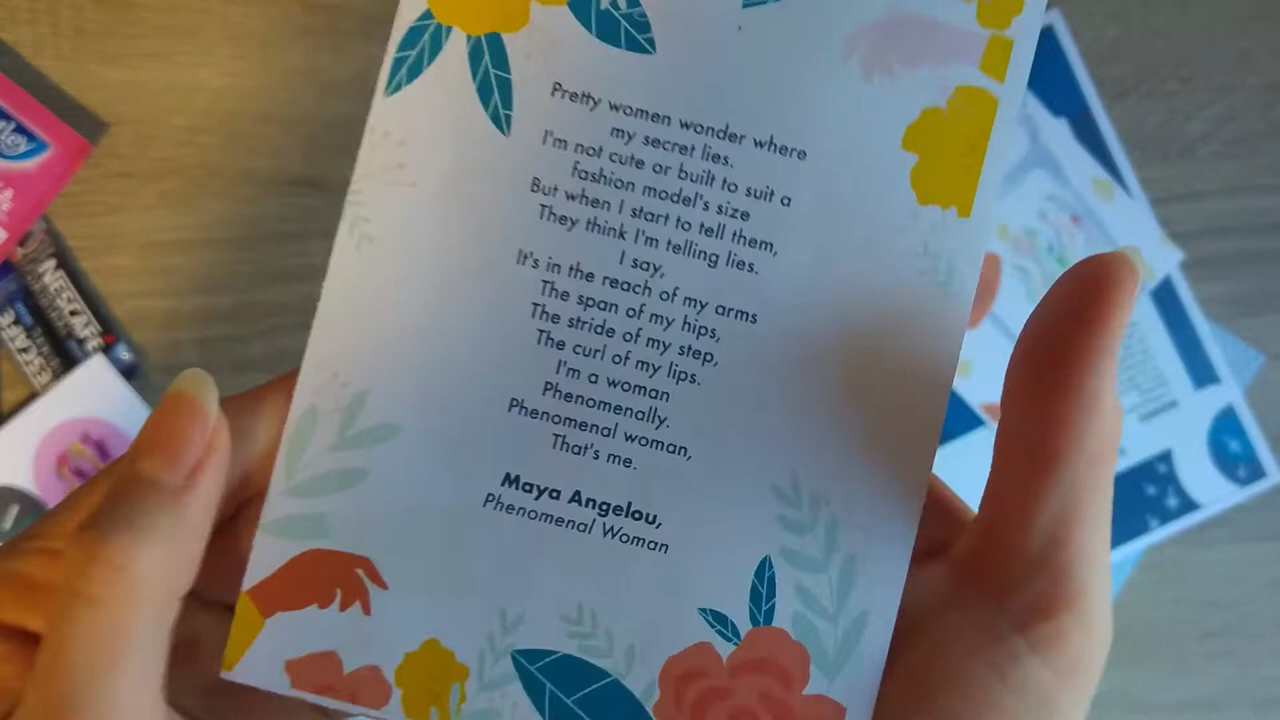 Pretty women wonder where
my secret lies.
I'm not cute or built to suit a
fashion model's size
But when I start to tell them,
They think I'm telling lies.
I say,
It's in the reach of my arms
The span of my hips,
The stride of my step,
The curl of my lips.
I'm a woman
Phenomenally.
Phenomenal woman,
That's me.
Maya Angelou,
Phenomenal Woman
NESCAFÉ